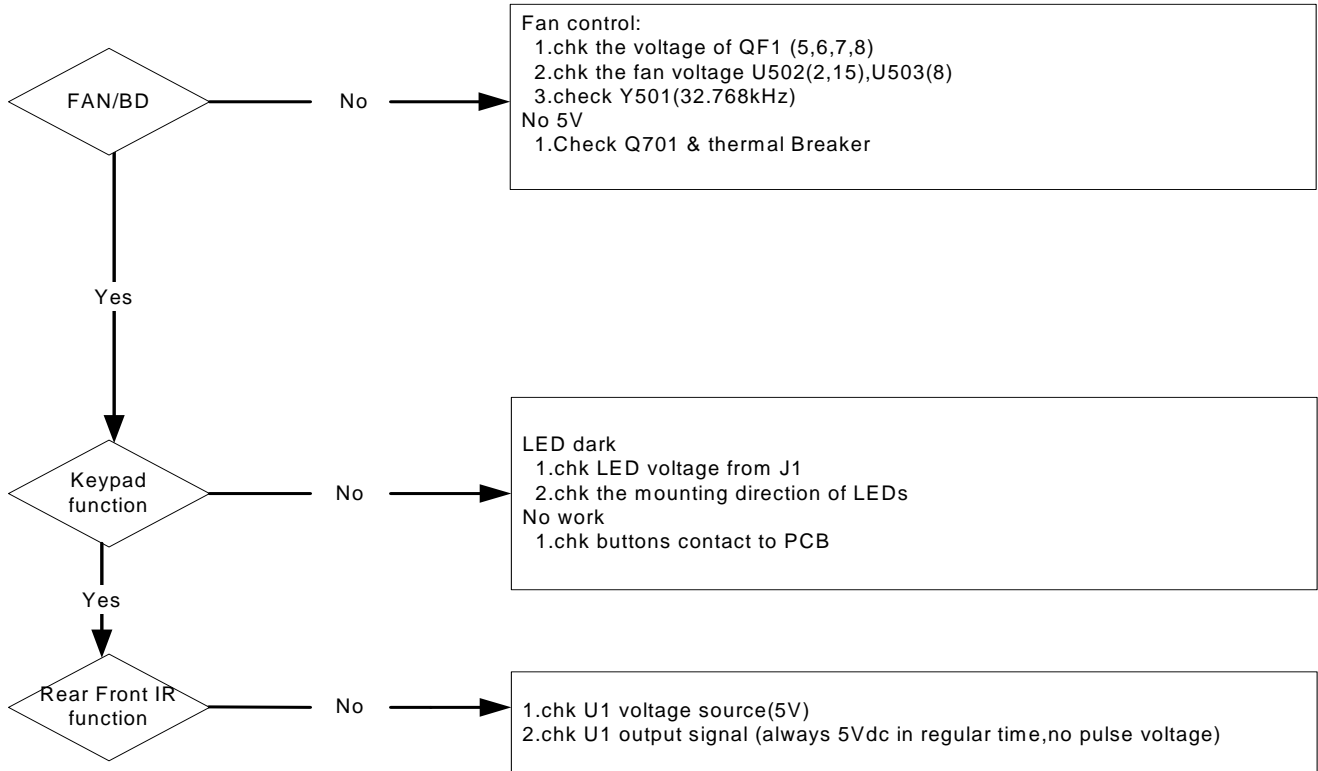 FAN/BD
No
Fan control:
1.chk the voltage of QF1 (5,6,7,8)
2.chk the fan voltage U502(2,15),U503(8)
3.check Y501(32.768kHz)
No 5V
1.Check Q701 & thermal Breaker
Yes
Keypad
function
No
LED dark
1.chk LED voltage from J1
2.chk the mounting direction of LEDs
No work
1.chk buttons contact to PCB
Yes
Rear Front IR
function
No
1.chk U1 voltage source(5V)
2.chk U1 output signal (always 5Vdc in regular time,no pulse voltage)